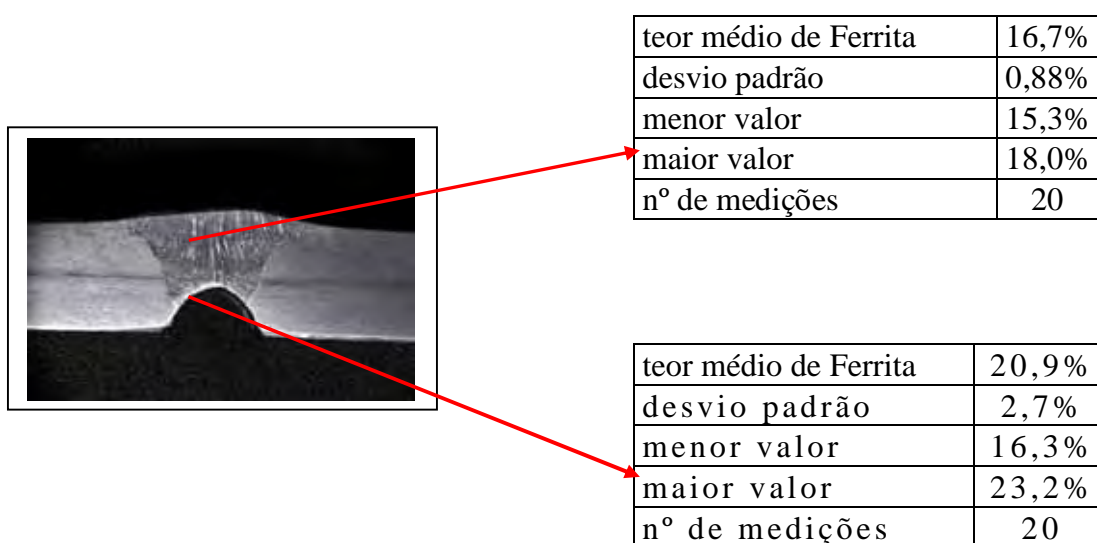 teor médio de Ferrita 16,7%
desvio padrão 0,88%
menor valor 15,3%
maior valor 18,0%
nº de medições 20
teor médio de Ferrita 20,9%
desvio padrão 2,7%
menor valor 16,3%
maior valor 23,2%
nº de medições 20